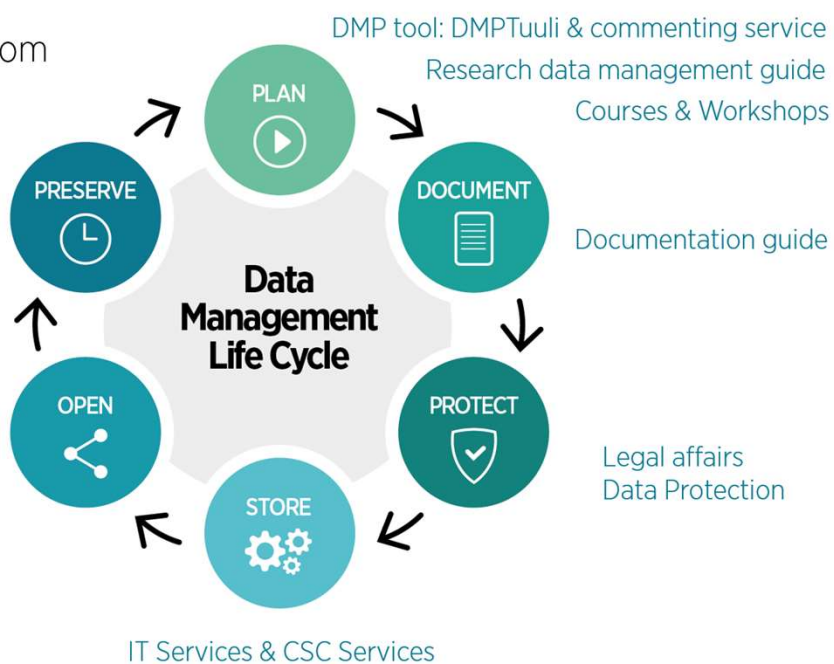 om
DMP tool: DMPTuuli & commenting service
Research data management guide
Courses & Workshops
PLAN
PRESERVE
DOCUMENT
Documentation guide
Data
Management
Life Cycle
OPEN
PROTECT
Legal affairs
Data Protection
STORE
IT Services & CSC Services